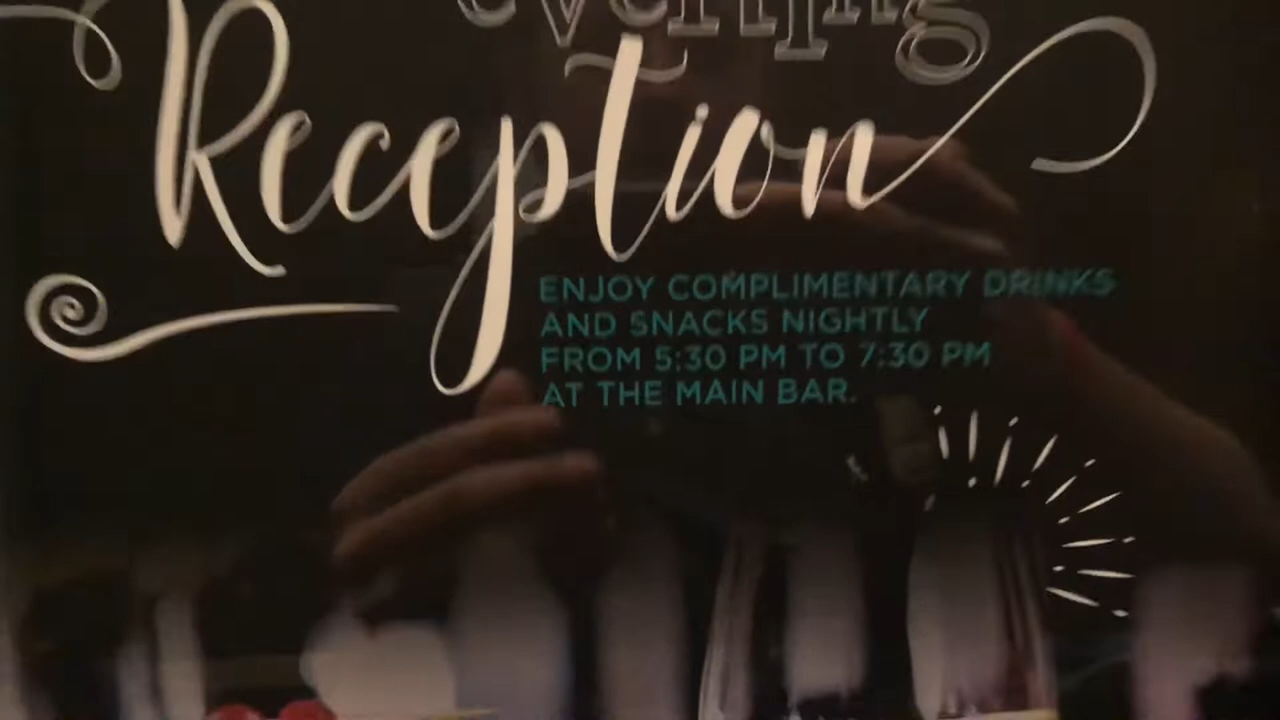 evening
Reception
ENJOY COMPLIMENTARY DRINKS
AND SNACKS NIGHTLY
FROM 5:30 PM TO 7:30 PM
AT THE MAIN BAR.